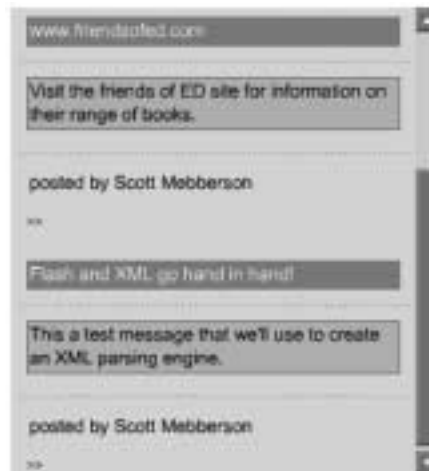 www.friendsofed.com
Visit the friends of ED site for information on
their range of books.
posted by Scott Mebberson
>>
Flash and XML go hand in hand!
This a test message that we'll use to create
an XML parsing engine.
posted by Scott Mebberson
>>